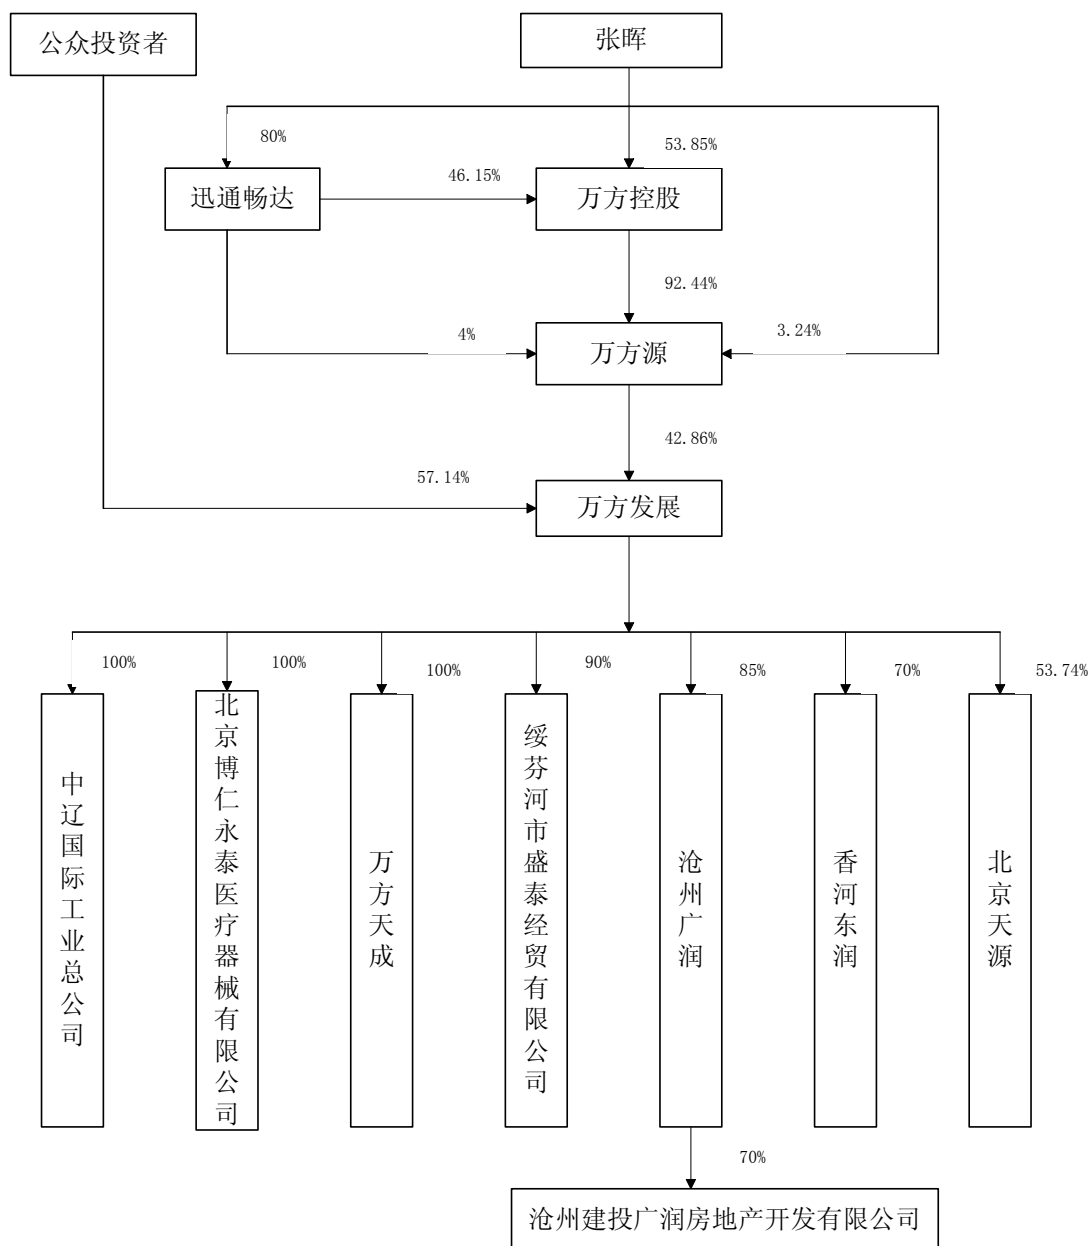 公众投资者
张晖
80%
53.85%
46.15%
迅通畅达
万方控股
92.44%
4%
3.24%
万方源
42.86%
57.14%
万方发展
100%
100%
100%
90%
85%
70%
53.74%
中辽国际工业总公司
北京博仁永泰医疗器械有限公司
万方天成
绥芬河市盛泰经贸有限公司
沧州广润
香河东润
北京天源
70%
沧州建投广润房地产开发有限公司